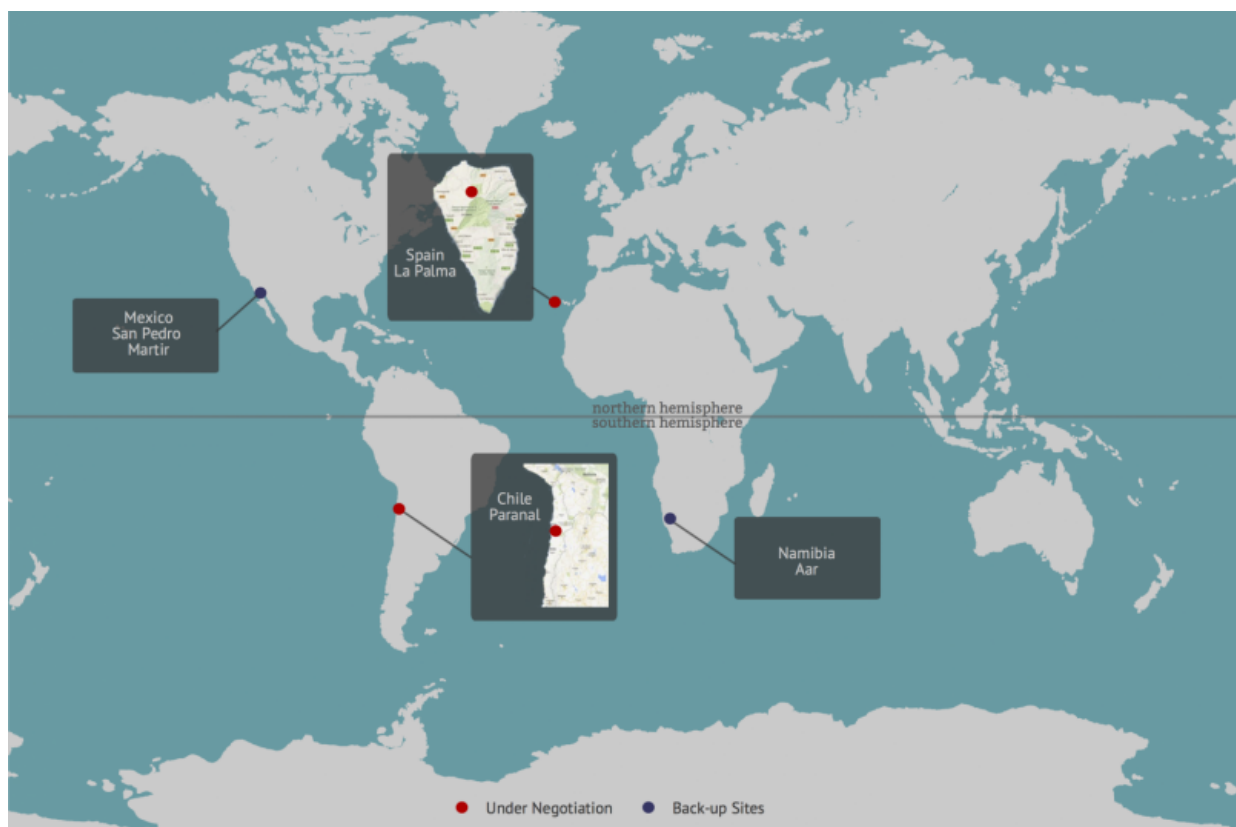 Spain
La Palma
Mexico
San Pedro
Martir
northern hemisphere
southern hemisphere
Chile
Paranal
Namibia
Aar
Under Negotiation
Back-up Sites